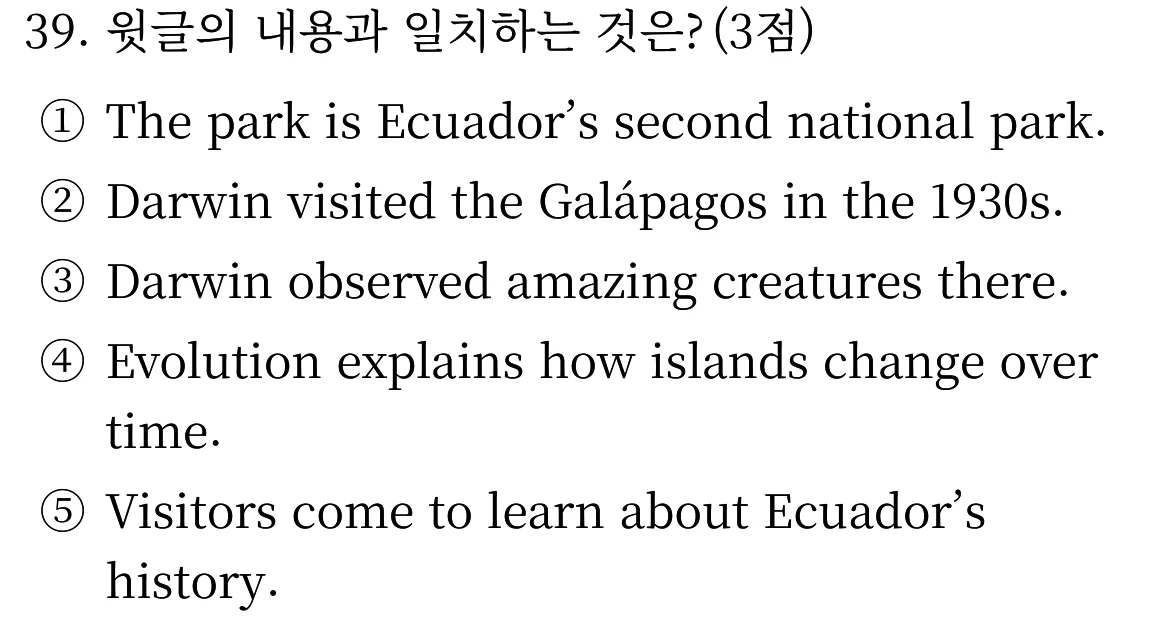 39. 윗글의 내용과 일치하는 것은? (3점)
① The park is Ecuador’s second national park.
② Darwin visited the Galápagos in the 1930s.
③ Darwin observed amazing creatures there.
④ Evolution explains how islands change over
time.
⑤ Visitors come to learn about Ecuador’s
history.